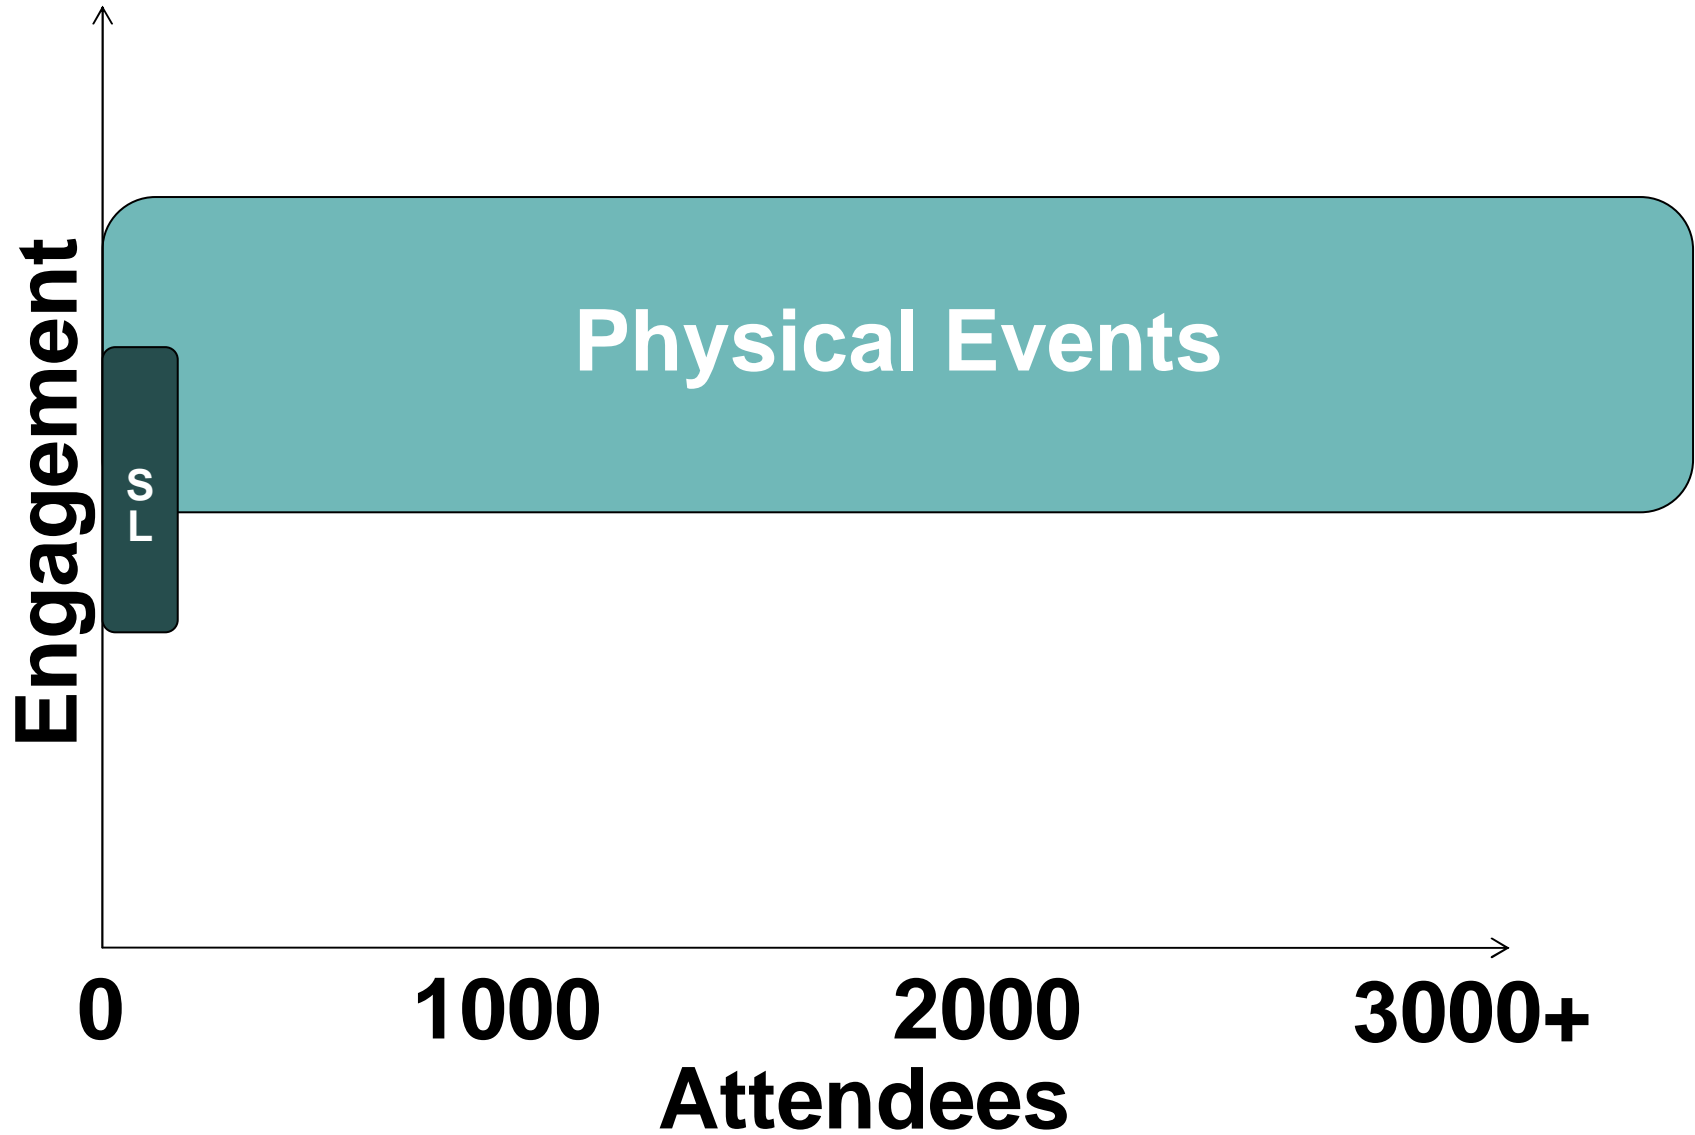 Engagement
Physical Events
S
L
0 1000 2000 3000+
Attendees